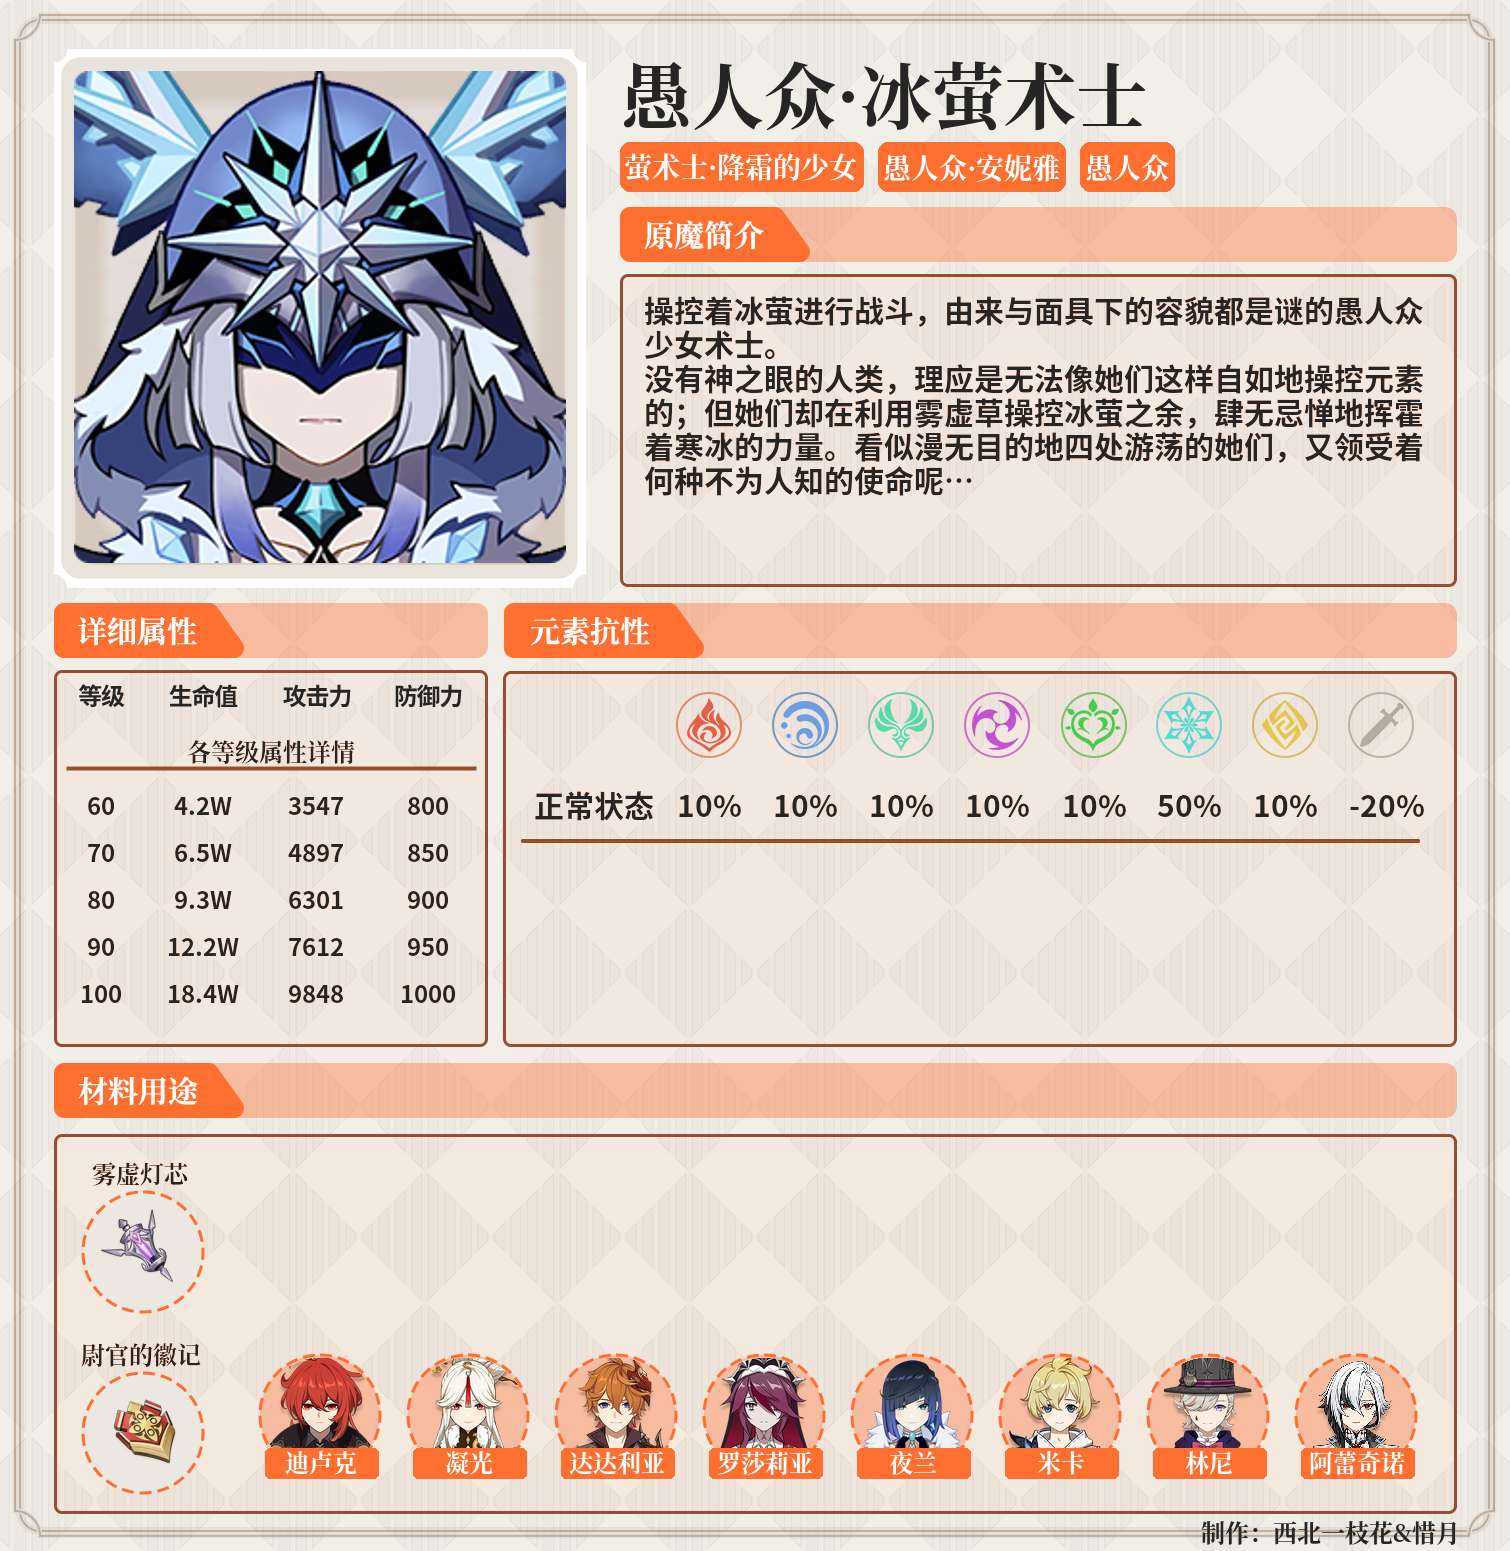 愚人众·冰萤术士
萤术士·降霜的少女 愚人众·安妮雅 愚人众
原魔简介
操控着冰萤进行战斗，由来与面具下的容貌都是谜的愚人众
少女术士。
没有神之眼的人类，理应是无法像她们这样自如地操控元素
的；但她们却在利用雾虚草操控冰萤之余，肆无忌惮地挥霍
着寒冰的力量。看似漫无目的地四处游荡的她们，又领受着
何种不为人知的使命呢…
详细属性
等级 生命值 攻击力 防御力
各等级属性详情
60 4.2W 3547 800
70 6.5W 4897 850
80 9.3W 6301 900
90 12.2W 7612 950
100 18.4W 9848 1000
元素抗性
正常状态 10% 10% 10% 10% 10% 50% 10% -20%
材料用途
雾虚灯芯
尉官的徽记
迪卢克 凝光 达达利亚 罗莎莉亚 夜兰 米卡 林尼 阿蕾奇诺
制作：西北一枝花&惜月